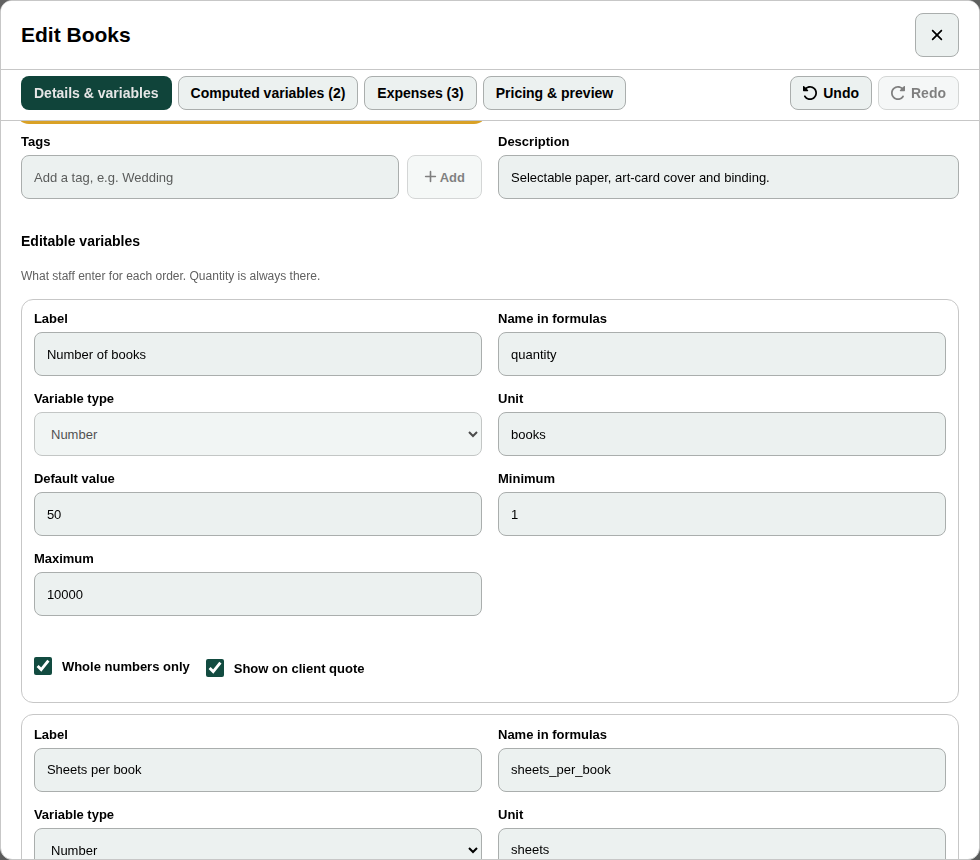 Edit Books
Details & variables
Computed variables (2)
Expenses (3)
Pricing & preview
Undo
Redo
Tags
Description
Add a tag, e.g. Wedding
Add
Selectable paper, art-card cover and binding.
Editable variables
What staff enter for each order. Quantity is always there.
Label
Name in formulas
Number of books
quantity
Variable type
Unit
Number
books
Default value
Minimum
50
1
Maximum
10000
Whole numbers only
Show on client quote
Label
Name in formulas
Sheets per book
sheets_per_book
Variable type
Unit
Number
sheets